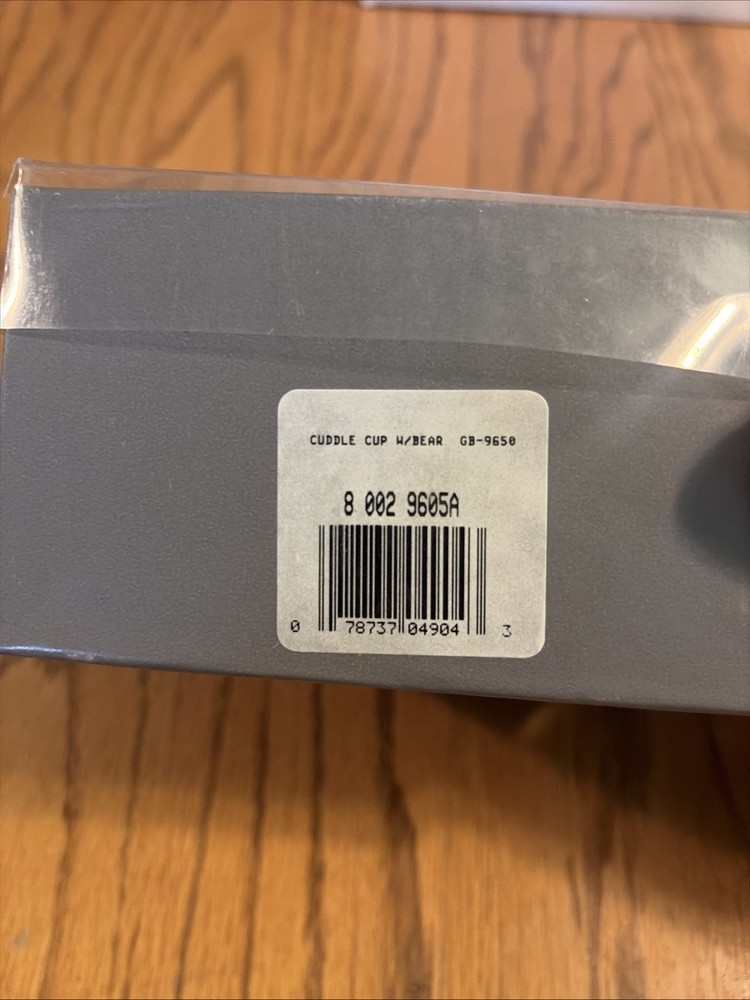 CUDDLE CUP W/BEAR GB-9650
8 002 9605A
0 78737 04904 3